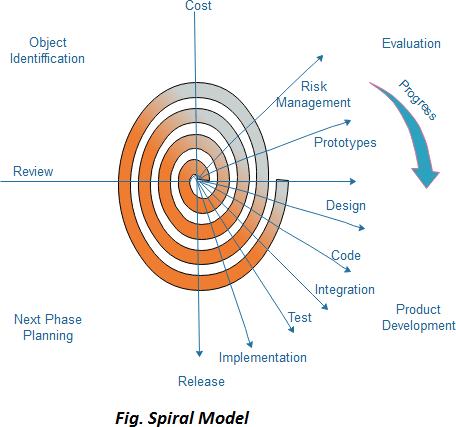 Cost
Object
Identiffication
Evaluation
Risk
Management
Progress
Prototypes
Review
Design
Code
Integration
Next Phase
Planning
Test
Product
Development
Implementation
Release
Fig. Spiral Model